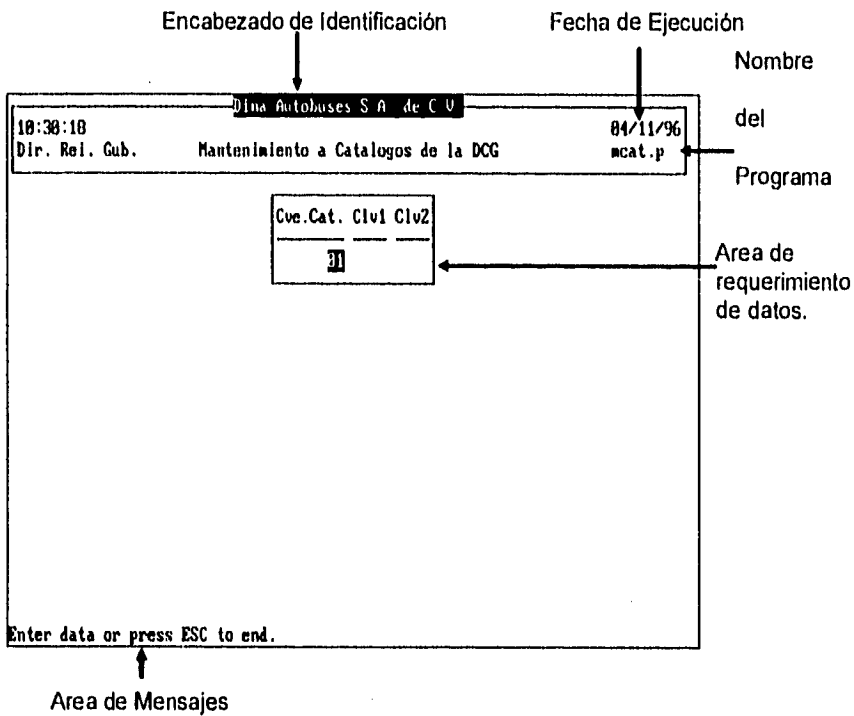 Encabezado de Identificación
Fecha de Ejecución
Nombre
del
Programa
Dina Autobuses S A de C V
10:30:18
04/11/96
Dir. Rel. Gub.
Mantenimiento a Catalogos de la DCG
mcat.p
Cve.Cat. Clv1 Clv2
01
Area de
requerimiento
de datos.
Enter data or press ESC to end.
Area de Mensajes